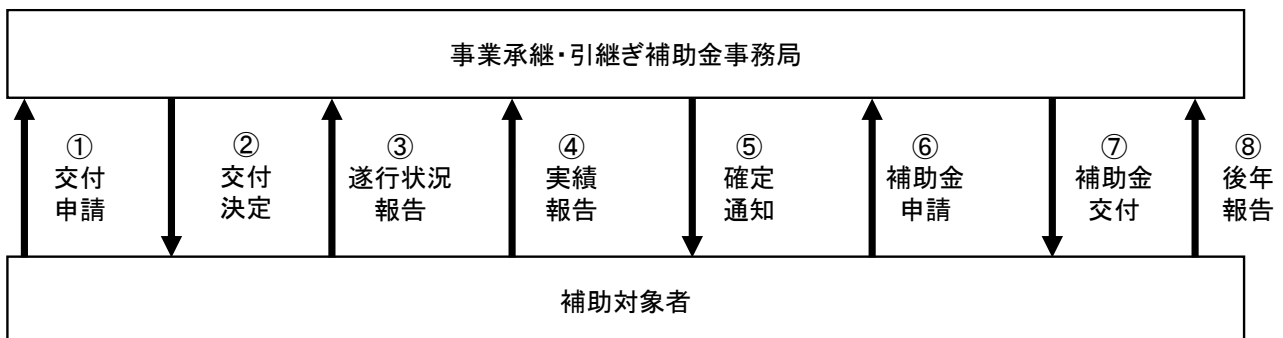 事業承継・引継ぎ補助金事務局
①
交付
申請
②
交付
決定
③
遂行状況
報告
④
実績
報告
⑤
確定
通知
⑥
補助金
申請
⑦
補助金
交付
⑧
後年
報告
補助対象者